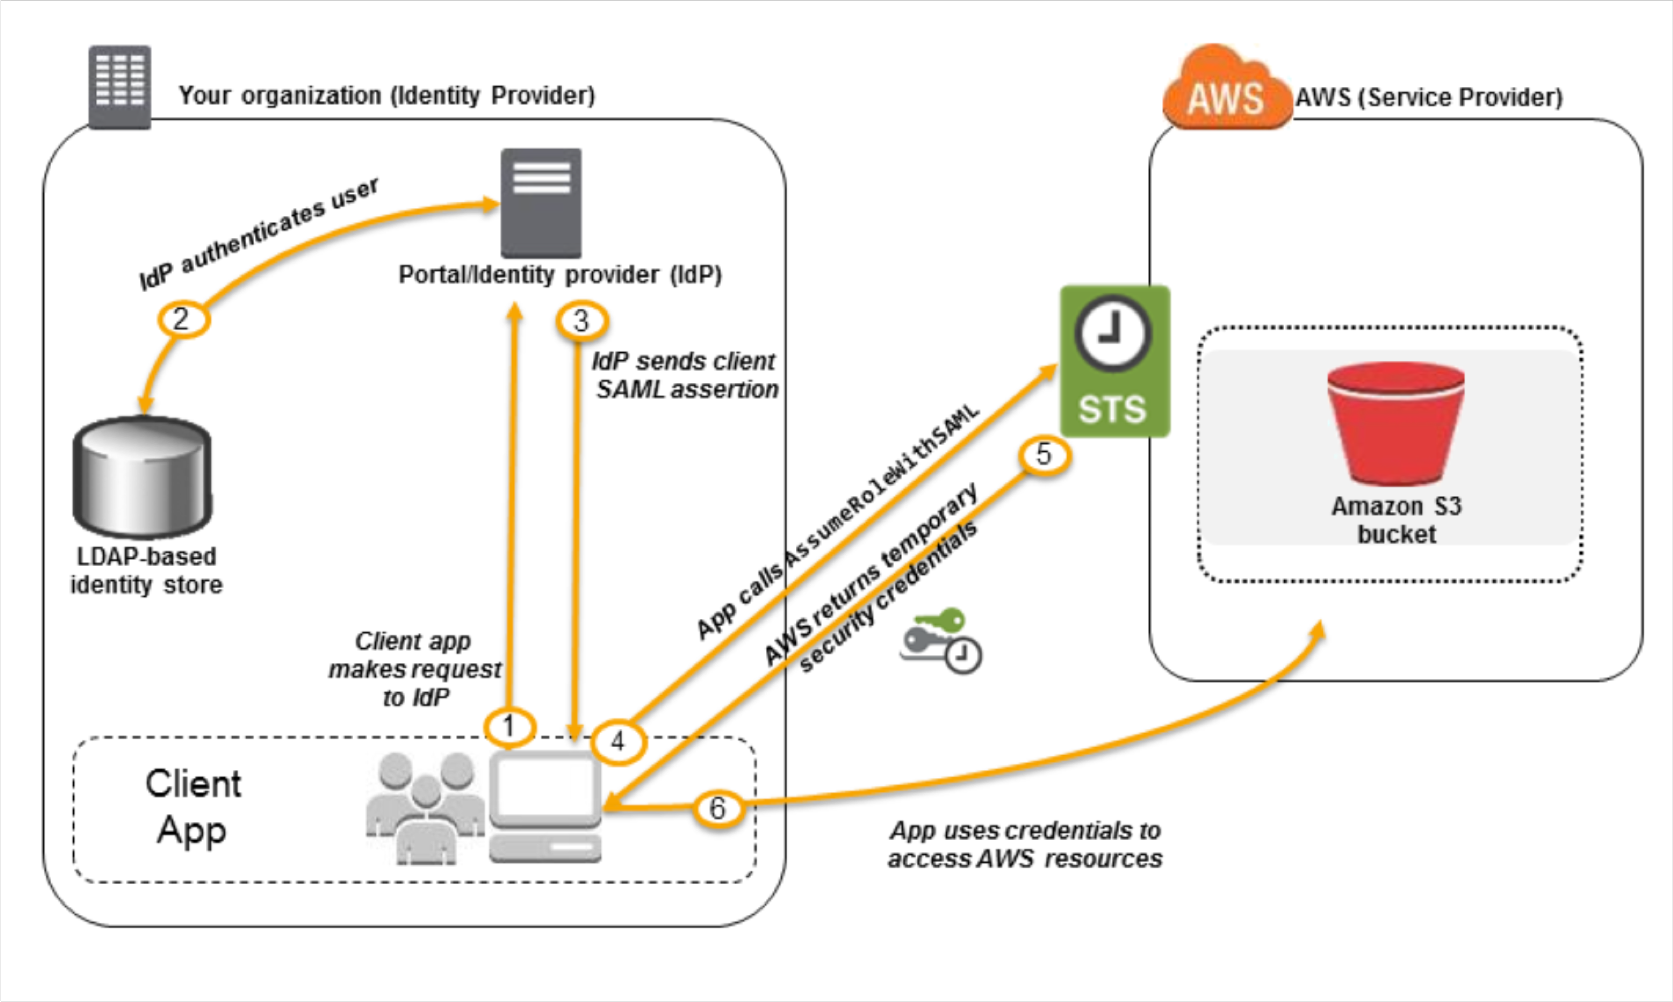 Your organization (Identity Provider)
AWS
AWS (Service Provider)
IdP authenticates user
Portal/Identity provider (IdP)
2
3
IdP sends client
SAML assertion
STS
LDAP-based
identity store
App calls AssumeRoleWithSAML
5
AWS returns temporary
security credentials
Amazon S3
bucket
Client app
makes request
to IdP
1
4
Client
App
6
App uses credentials to
access AWS resources